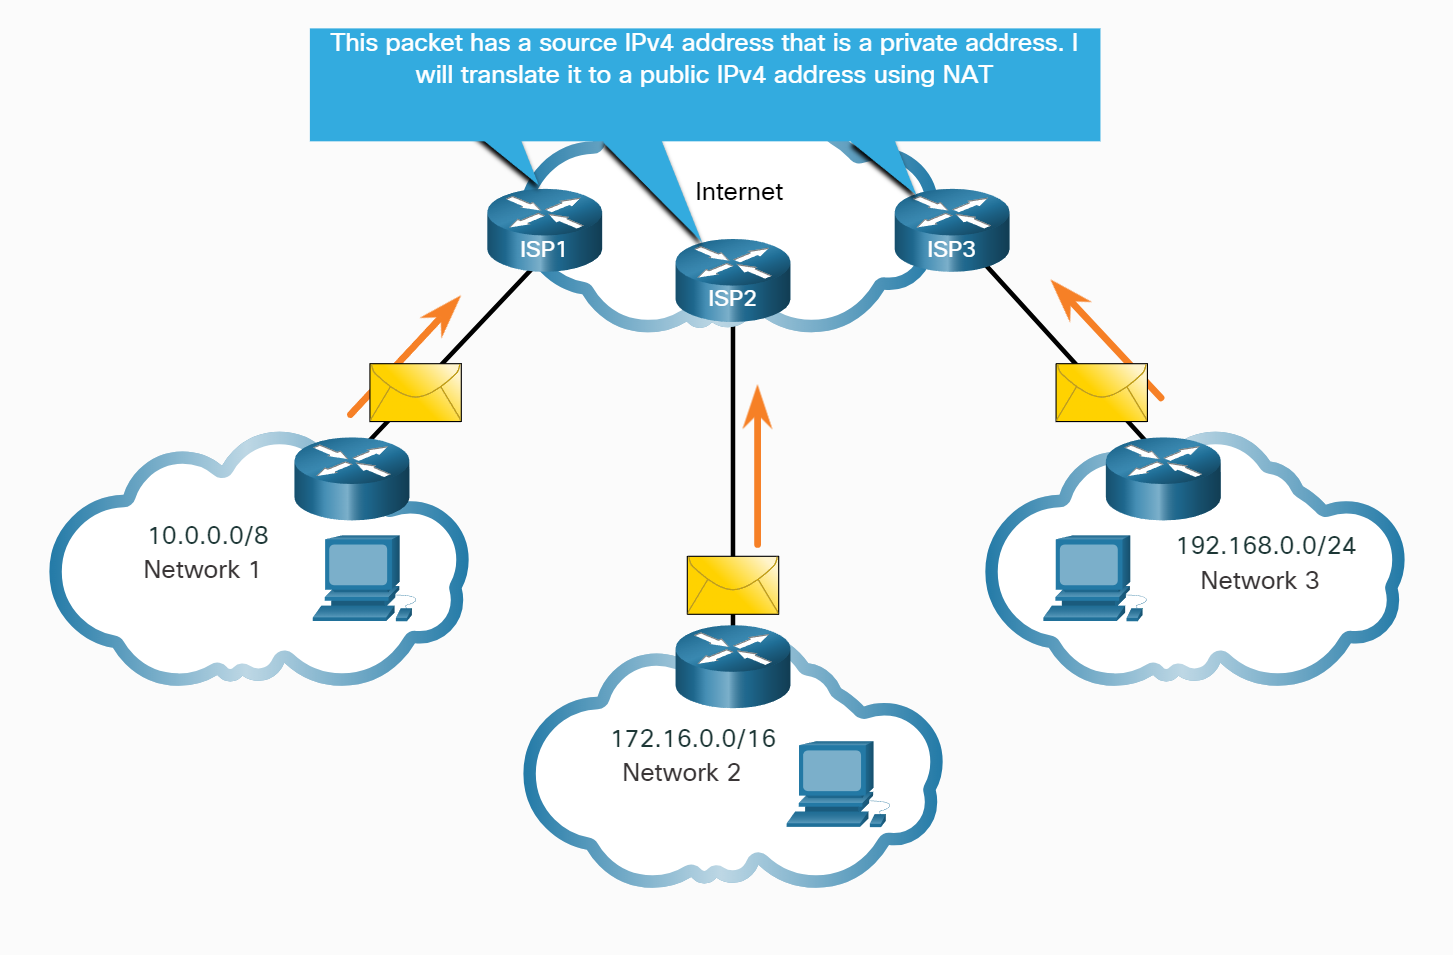 This packet has a source IPv4 address that is a private address. I
will translate it to a public IPv4 address using NAT
Internet
ISP1
ISP2
ISP3
10.0.0.0/8
Network 1
192.168.0.0/24
Network 3
172.16.0.0/16
Network 2